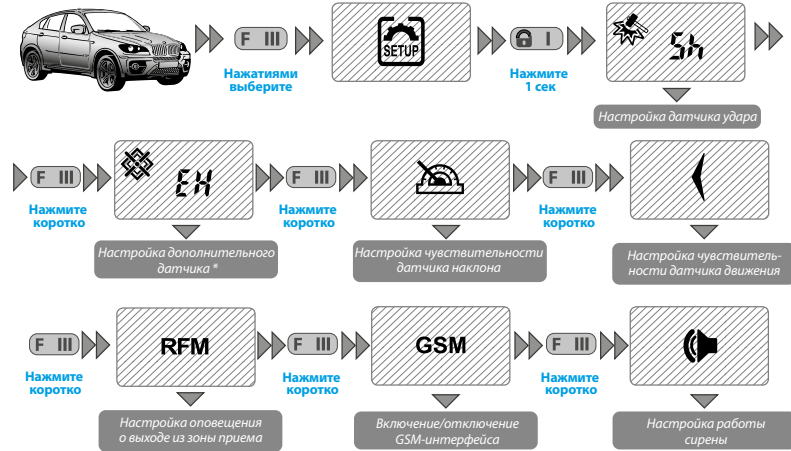 F III
SETUP
I
Sh
Нажатиями
выберите
Нажмите
1 сек
Настройка датчика удара
F III
EH
F III
F III
Нажмите
коротко
Нажмите
коротко
Нажмите
коротко
Настройка дополнительного
датчика *
Настройка чувствительности
датчика наклона
Настройка чувствитель-
ности датчика движения
F III
RFM
F III
GSM
F III
Нажмите
коротко
Нажмите
коротко
Нажмите
коротко
Настройка оповещения
о выходе из зоны приема
Включение/отключение
GSM-интерфейса
Настройка работы
сирены